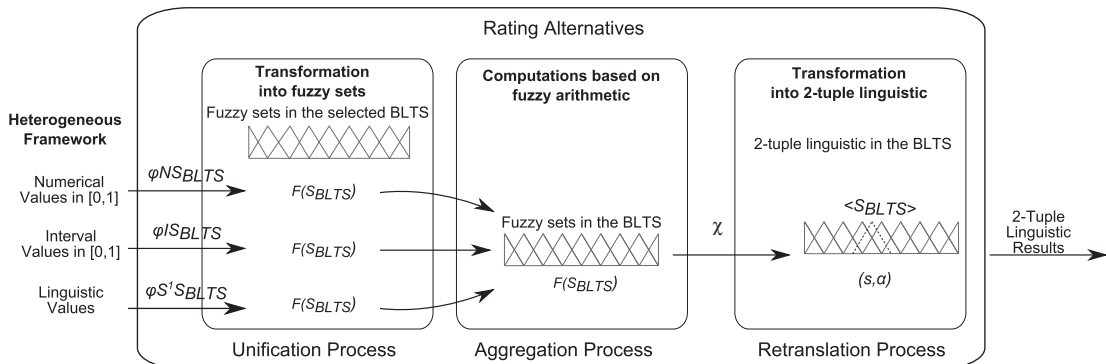 Rating Alternatives
Heterogeneous
Framework
Numerical
Values in [0,1]
Interval
Values in [0,1]
Linguistic
Values
φNS_BLTS
φIS_BLTS
φS¹S_BLTS
Transformation
into fuzzy sets
Fuzzy sets in the selected BLTS
F(S_BLTS)
F(S_BLTS)
F(S_BLTS)
Unification Process
Computations based on
fuzzy arithmetic
Fuzzy sets in the BLTS
F(S_BLTS)
Aggregation Process
χ
Transformation
into 2-tuple linguistic
2-tuple linguistic in the BLTS
<S_BLTS>
(s,α)
Retranslation Process
2-Tuple
Linguistic
Results